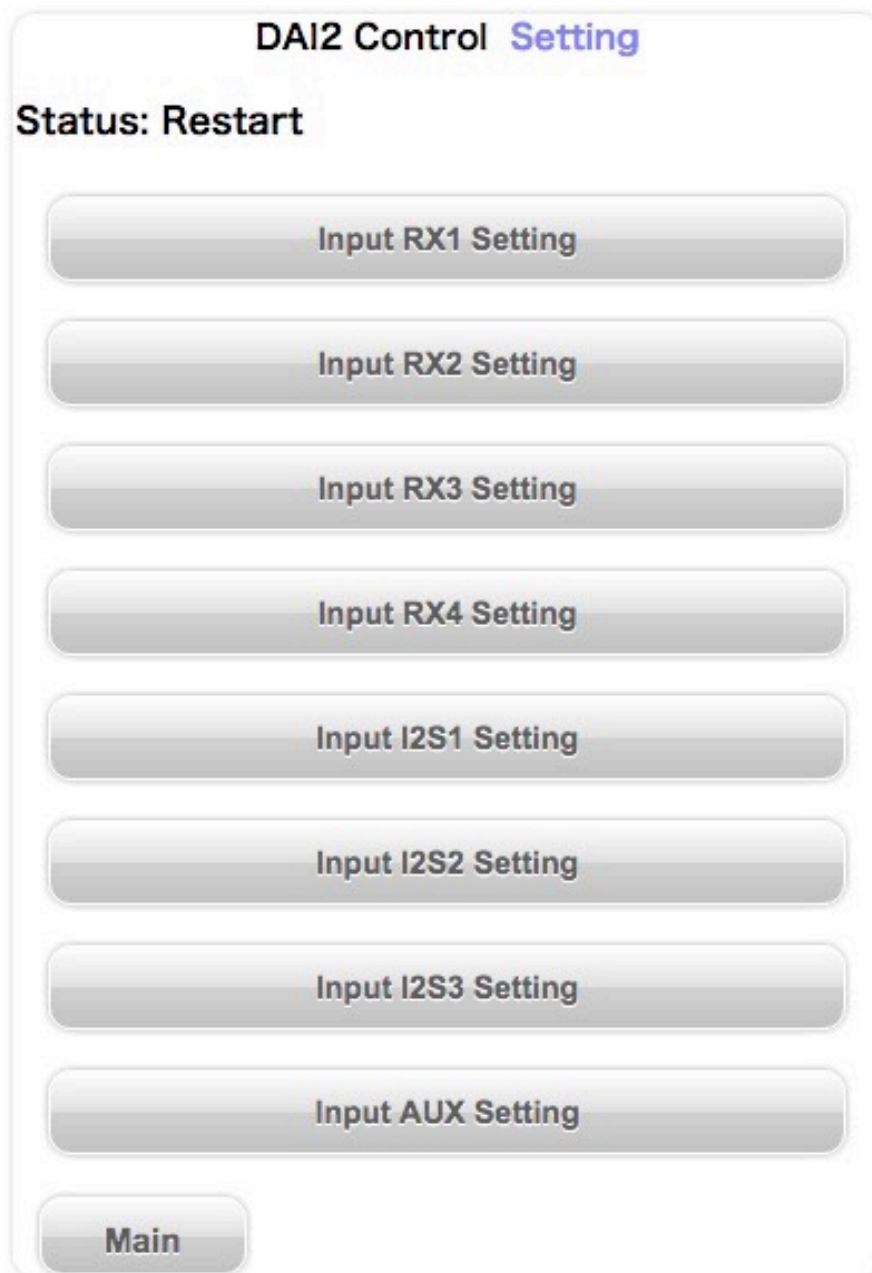 DAI2 Control Setting
Status: Restart
Input RX1 Setting
Input RX2 Setting
Input RX3 Setting
Input RX4 Setting
Input I2S1 Setting
Input I2S2 Setting
Input I2S3 Setting
Input AUX Setting
Main